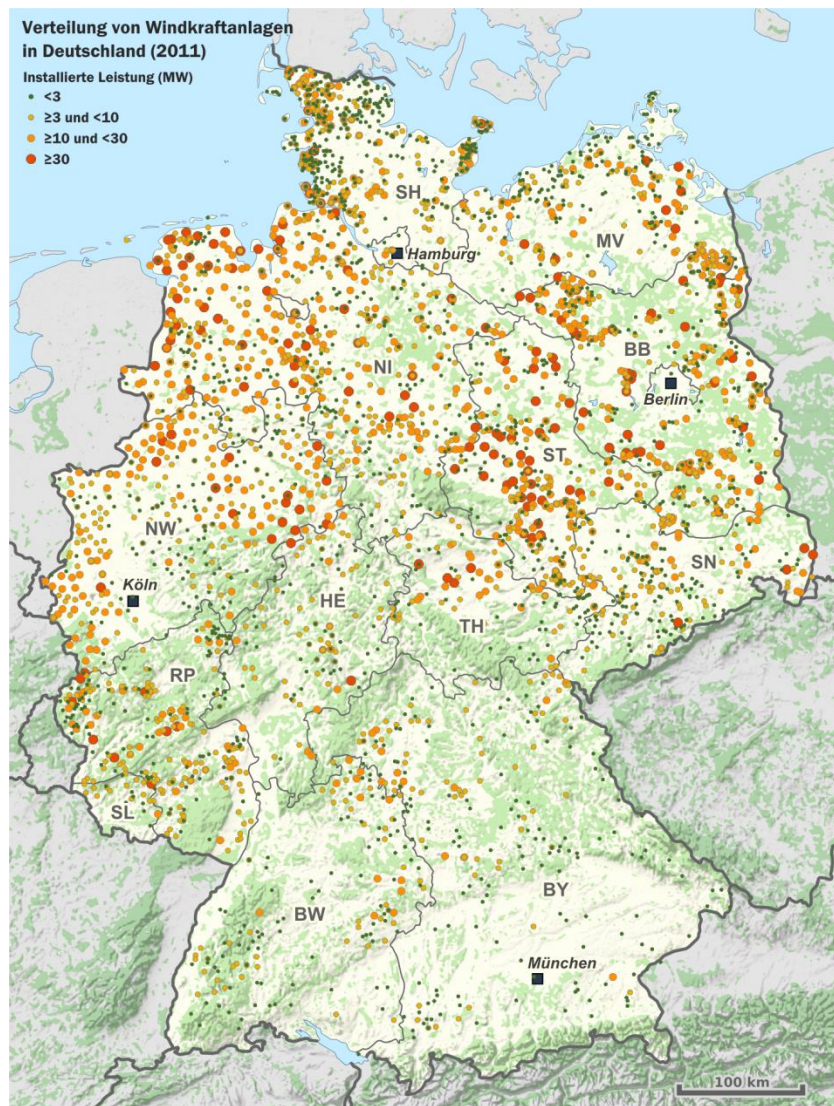 Verteilung von Windkraftanlagen
in Deutschland (2011)
Installierte Leistung (MW)
<3
≥3 und <10
≥10 und <30
≥30
SH
Hamburg
MV
NI
BB
Berlin
ST
NW
Köln
SN
HE
TH
RP
SL
BW
BY
München
100 km